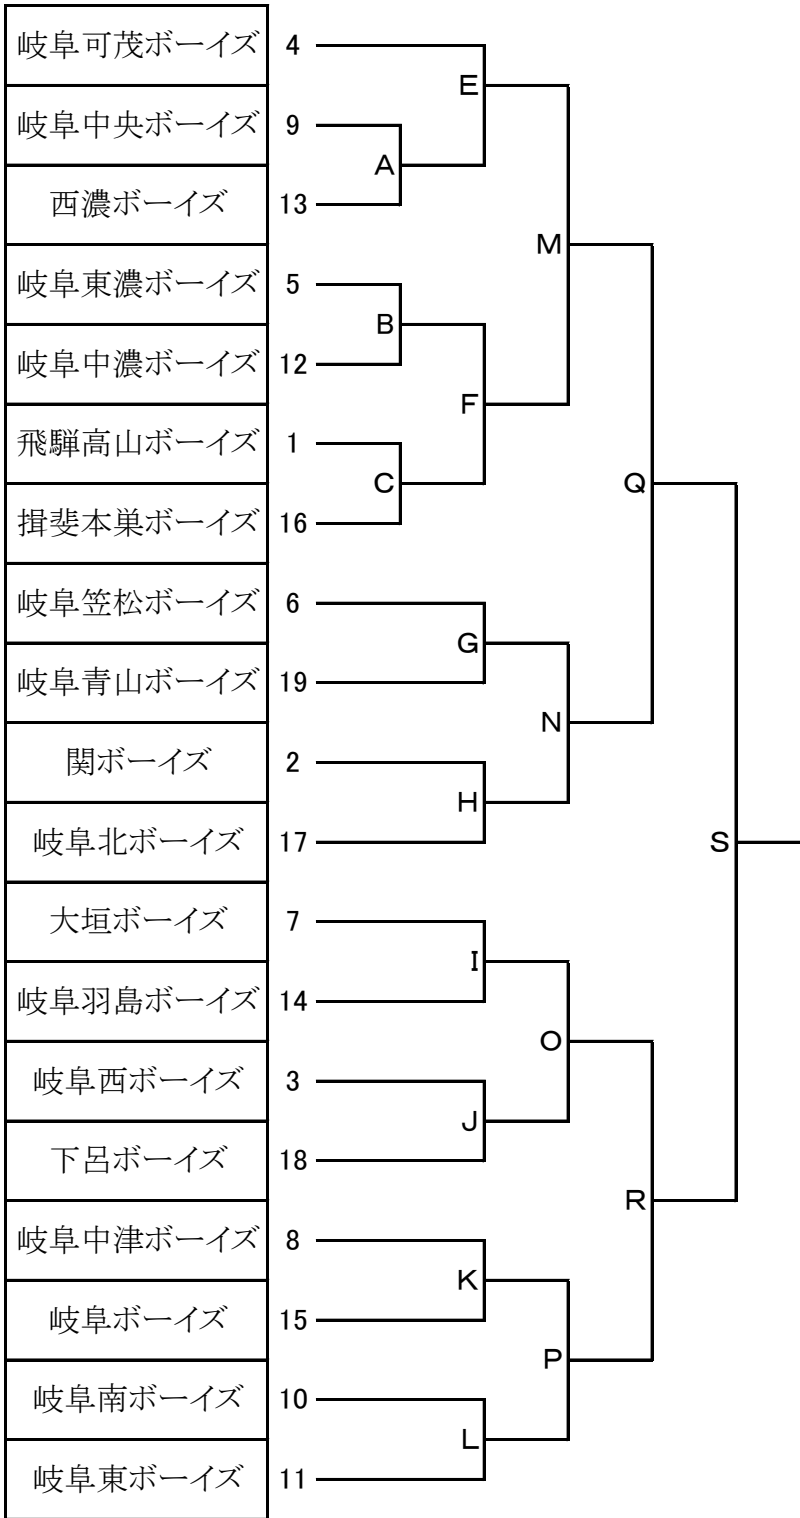 岐阜可茂ボーイズ 4
E
岐阜中央ボーイズ 9
A
西濃ボーイズ 13
M
岐阜東濃ボーイズ 5
B
岐阜中濃ボーイズ 12
F
飛騨高山ボーイズ 1
C Q
揖斐本巣ボーイズ 16
岐阜笠松ボーイズ 6
G
岐阜青山ボーイズ 19
N
関ボーイズ 2
H
岐阜北ボーイズ 17 S
大垣ボーイズ 7
I
岐阜羽島ボーイズ 14
O
岐阜西ボーイズ 3
J
下呂ボーイズ 18
R
岐阜中津ボーイズ 8
K
岐阜ボーイズ 15
P
岐阜南ボーイズ 10
L
岐阜東ボーイズ 11